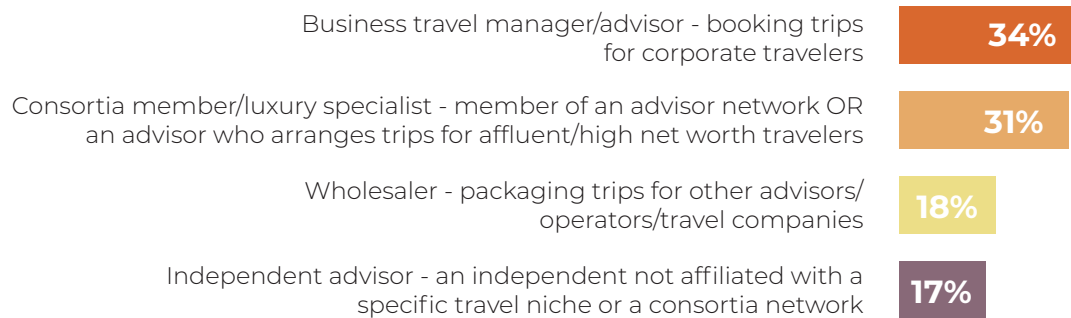 Business travel manager/advisor - booking trips
for corporate travelers
34%
Consortia member/luxury specialist - member of an advisor network OR
an advisor who arranges trips for affluent/high net worth travelers
31%
Wholesaler - packaging trips for other advisors/
operators/travel companies
18%
Independent advisor - an independent not affiliated with a
specific travel niche or a consortia network
17%